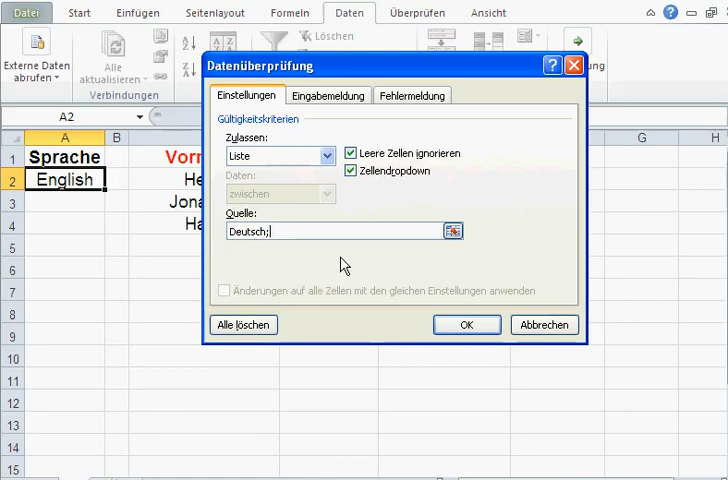 Datei Start Einfügen Seitenlayout Formeln Daten Überprüfung Ansicht
Externe Daten abrufen
Alle aktualisieren
Verbindungen
Löschen
Datenüberprüfung
Einstellungen Eingabemeldung Fehlermeldung
Gültigkeitskriterien
Zulassen:
Liste
Leere Zellen ignorieren
Daten:
Zellendropdown
zwischen
Quelle:
Deutsch;
Änderungen auf alle Zellen mit den gleichen Einstellungen anwenden
Alle löschen OK Abbrechen
A2
A B G H
1 Sprache
2 English
3
4
5
6
7
8
9
10
11
12
13
14
15